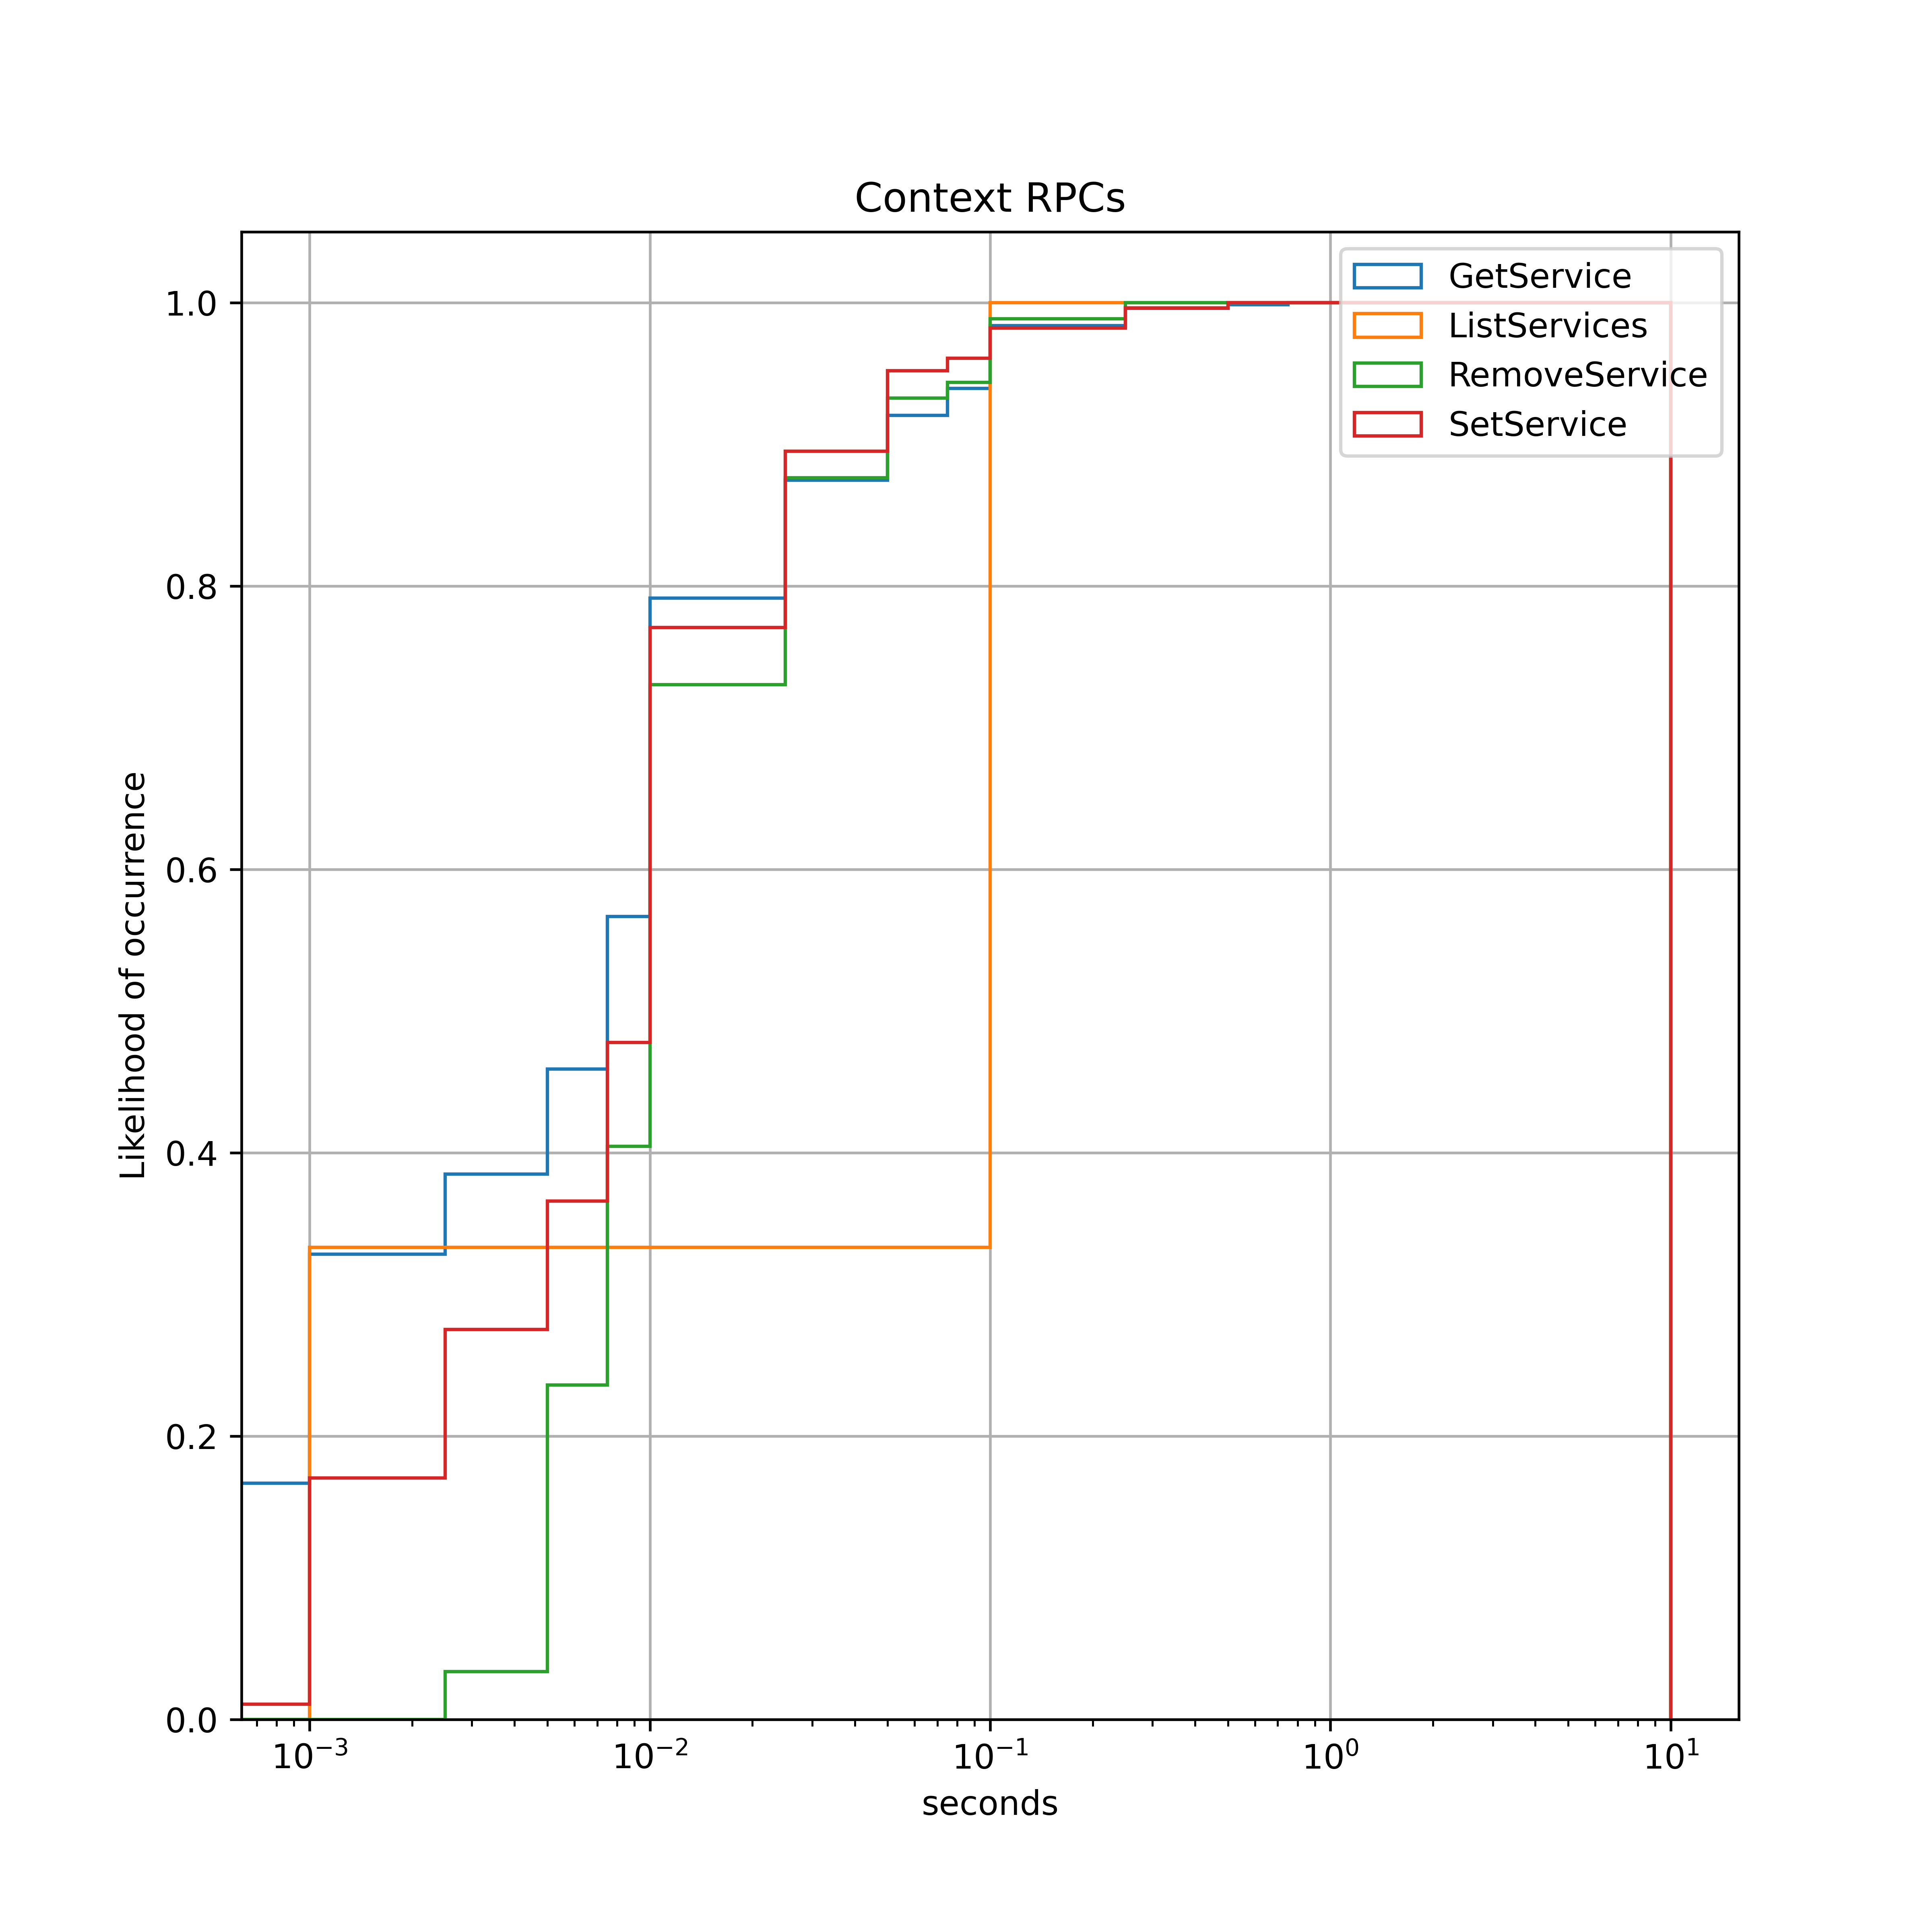 Context RPCs
GetService
ListServices
RemoveService
SetService
Likelihood of occurrence
1.0
0.8
0.6
0.4
0.2
0.0
10⁻³ 10⁻² 10⁻¹ 10⁰ 10¹
seconds